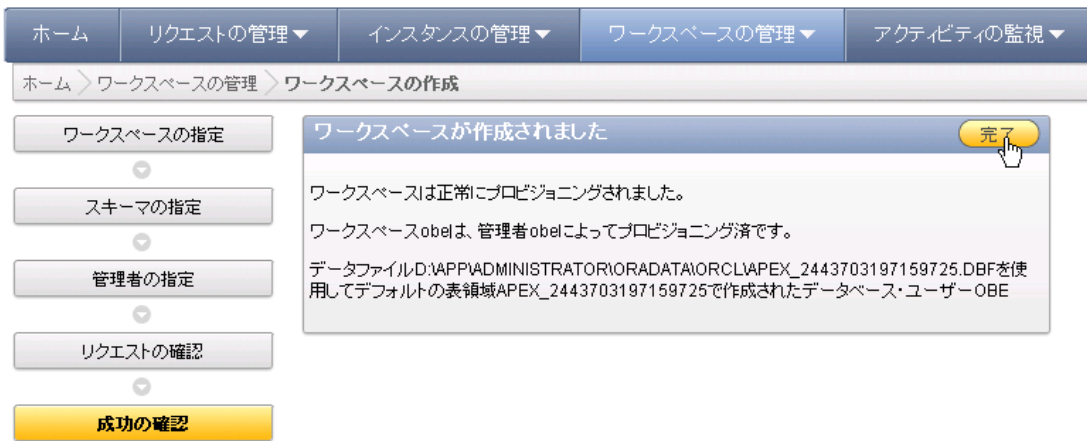 ホーム リクエストの管理▼ インスタンスの管理▼ ワークスペースの管理▼ アクティビティの監視▼
ホーム 〉ワークスペースの管理 〉ワークスペースの作成
ワークスペースの指定
スキーマの指定
管理者の指定
リクエストの確認
成功の確認
ワークスペースが作成されました 完了
ワークスペースは正常にプロビジョニングされました。
ワークスペースobelは、管理者obelによってプロビジョニング済です。
データファイルD:\APP\ADMINISTRATOR\ORADATA\ORCL\APEX_2443703197159725.DBFを使
用してデフォルトの表領域APEX_2443703197159725で作成されたデータベース・ユーザーOBE